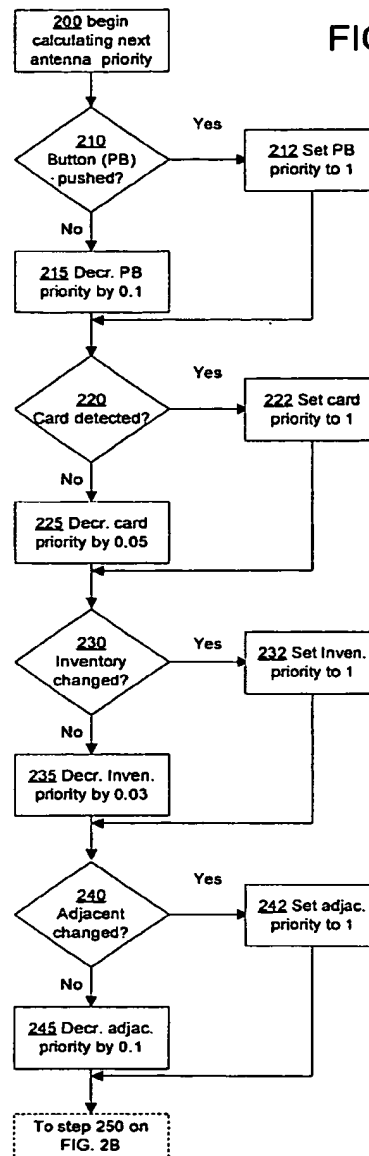 200 begin
calculating next
antenna priority
FIG
210
Button (PB)
pushed?
Yes
212 Set PB
priority to 1
No
215 Decr. PB
priority by 0.1
220
Card detected?
Yes
222 Set card
priority to 1
No
225 Decr. card
priority by 0.05
230
Inventory
changed?
Yes
232 Set Inven.
priority to 1
No
235 Decr. Inven.
priority by 0.03
240
Adjacent
changed?
Yes
242 Set adjac.
priority to 1
No
245 Decr. adjac.
priority by 0.1
To step 250 on
FIG. 2B